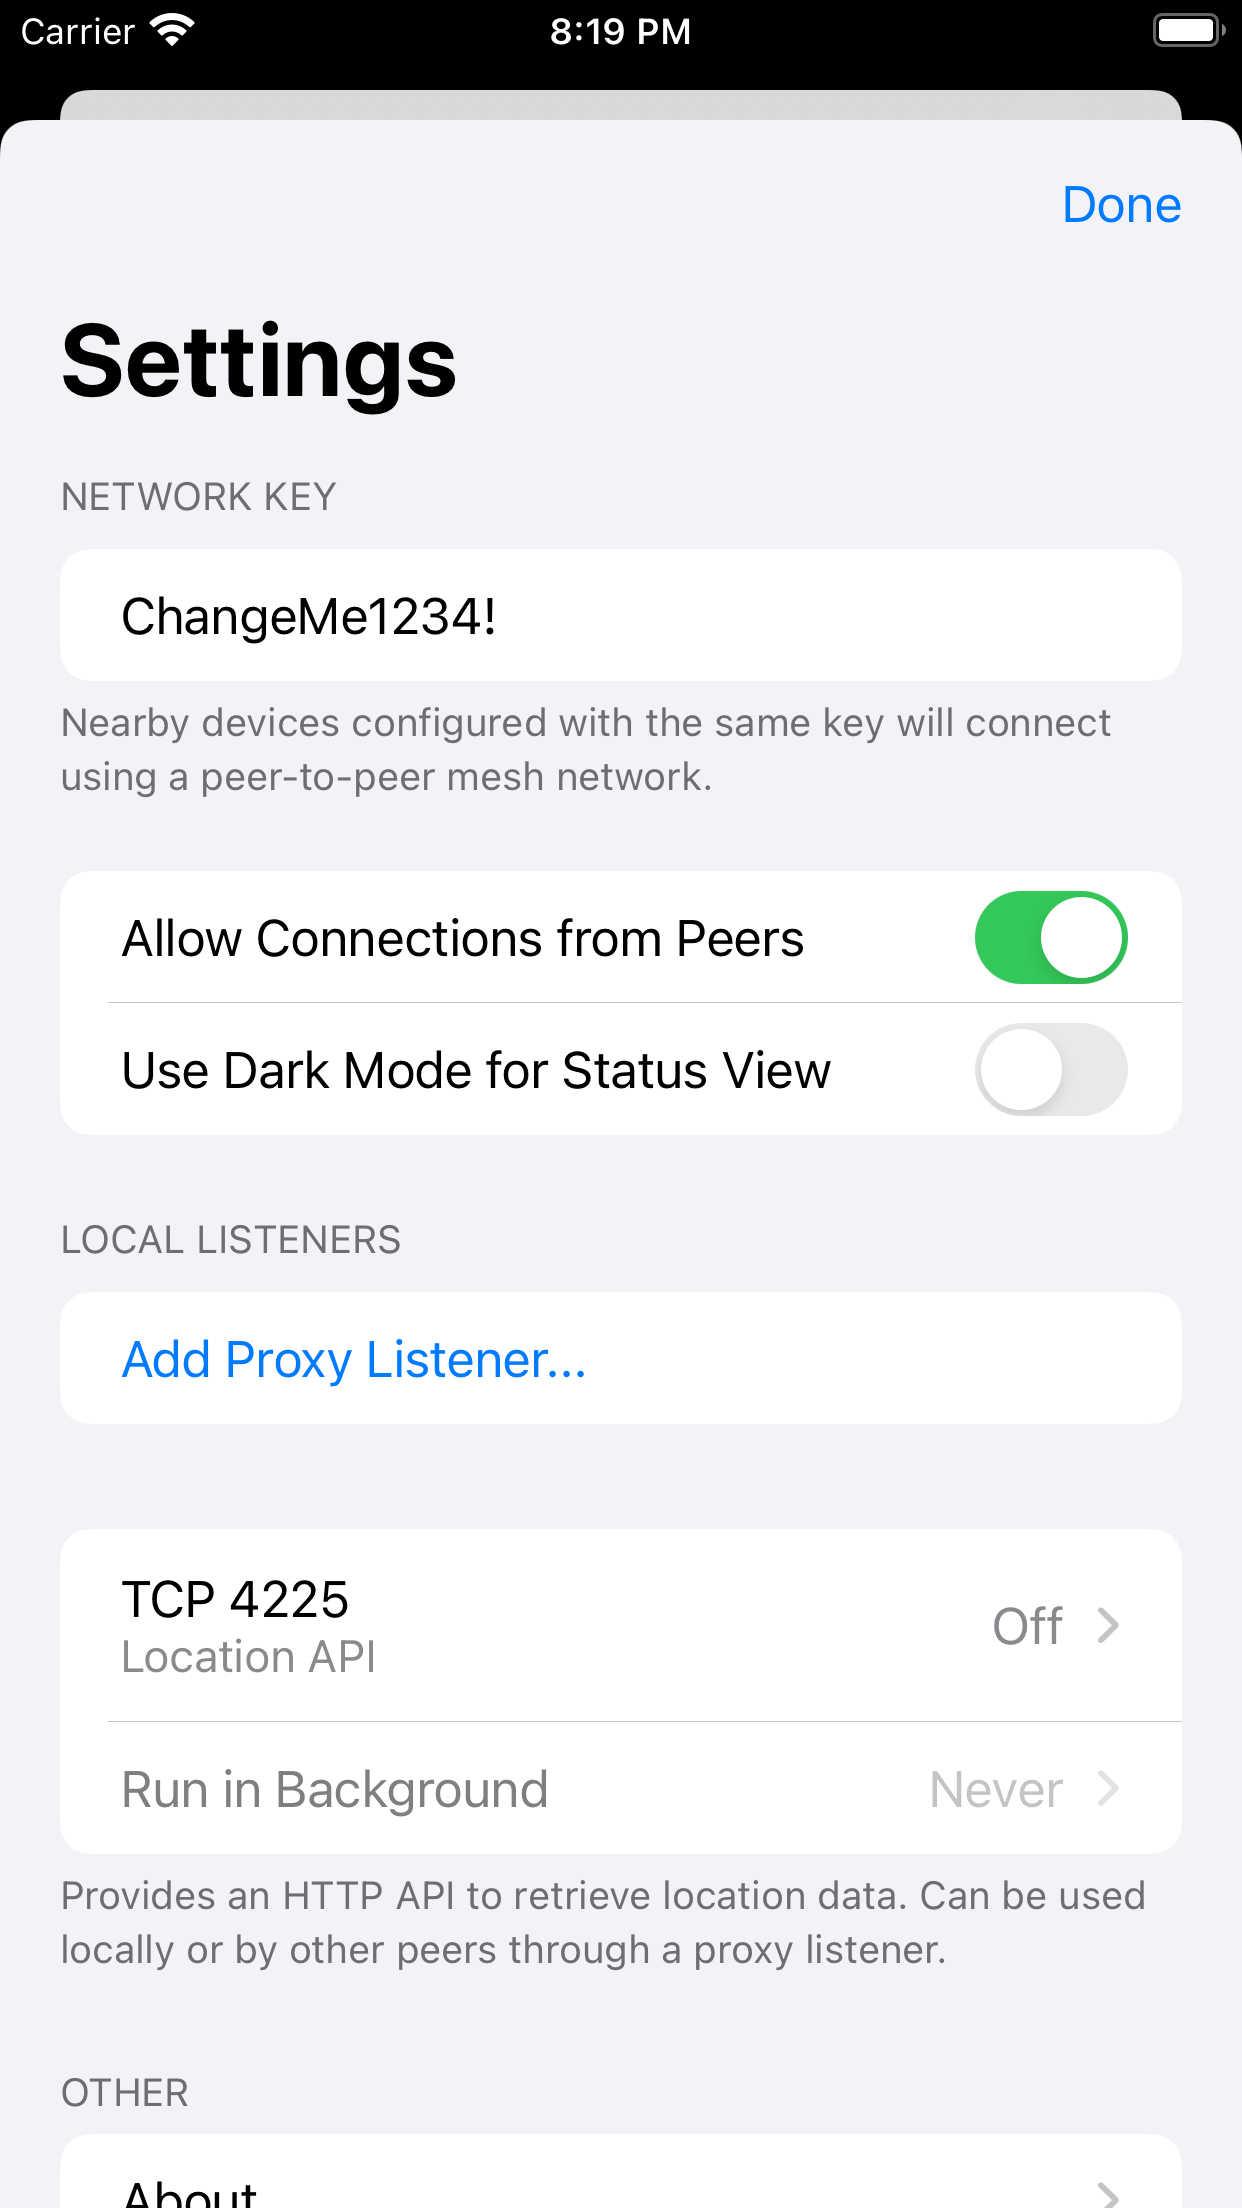 Carrier 8:19 PM
Done
Settings
NETWORK KEY
ChangeMe1234!
Nearby devices configured with the same key will connect
using a peer-to-peer mesh network.
Allow Connections from Peers
Use Dark Mode for Status View
LOCAL LISTENERS
Add Proxy Listener...
TCP 4225
Location API
Off
Run in Background Never
Provides an HTTP API to retrieve location data. Can be used
locally or by other peers through a proxy listener.
OTHER
About